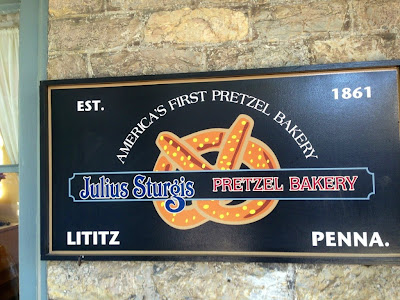 EST. 1861
AMERICA'S FIRST PRETZEL BAKERY
Julius Sturgis PRETZEL BAKERY
LITITZ PENNA.